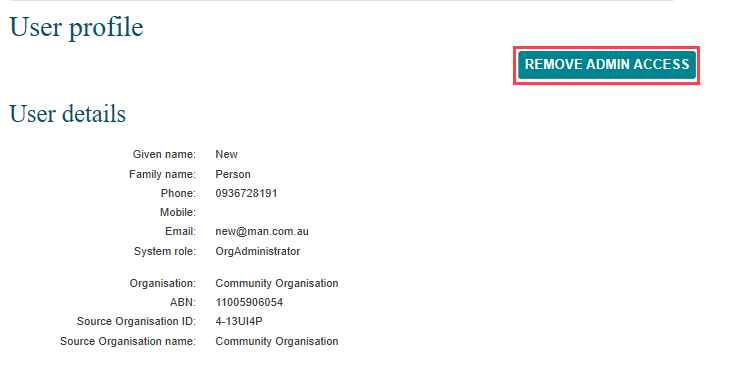 User profile
REMOVE ADMIN ACCESS
User details
Given name: New
Family name: Person
Phone: 0936728191
Mobile:
Email: new@man.com.au
System role: OrgAdministrator
Organisation: Community Organisation
ABN: 11005906054
Source Organisation ID: 4-13UI4P
Source Organisation name: Community Organisation